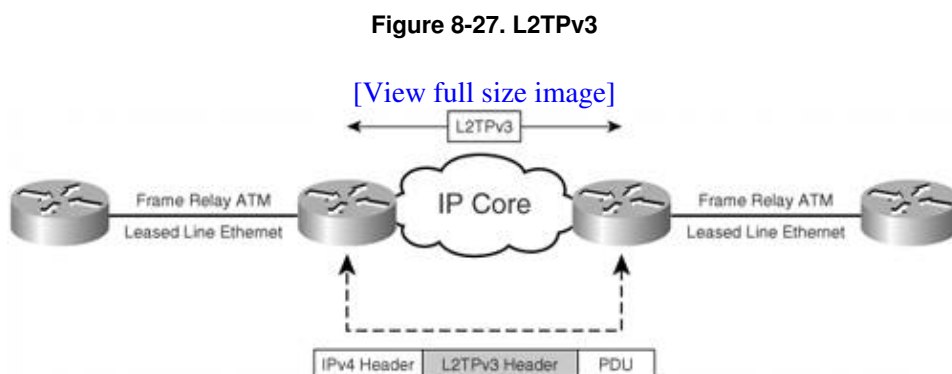 Figure 8-27. L2TPv3
[View full size image]
L2TPv3
IP Core
Frame Relay ATM
Leased Line Ethernet
Frame Relay ATM
Leased Line Ethernet
IPv4 Header L2TPv3 Header PDU